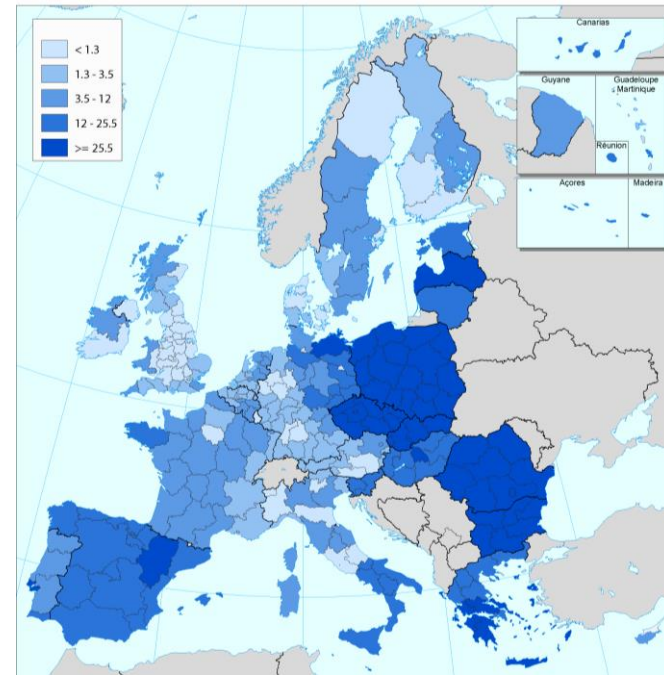 < 1.3
1.3 - 3.5
3.5 - 12
12 - 25.5
>= 25.5
Canarias
Guyane
Guadeloupe
Martinique
Réunion
Açores
Madeira